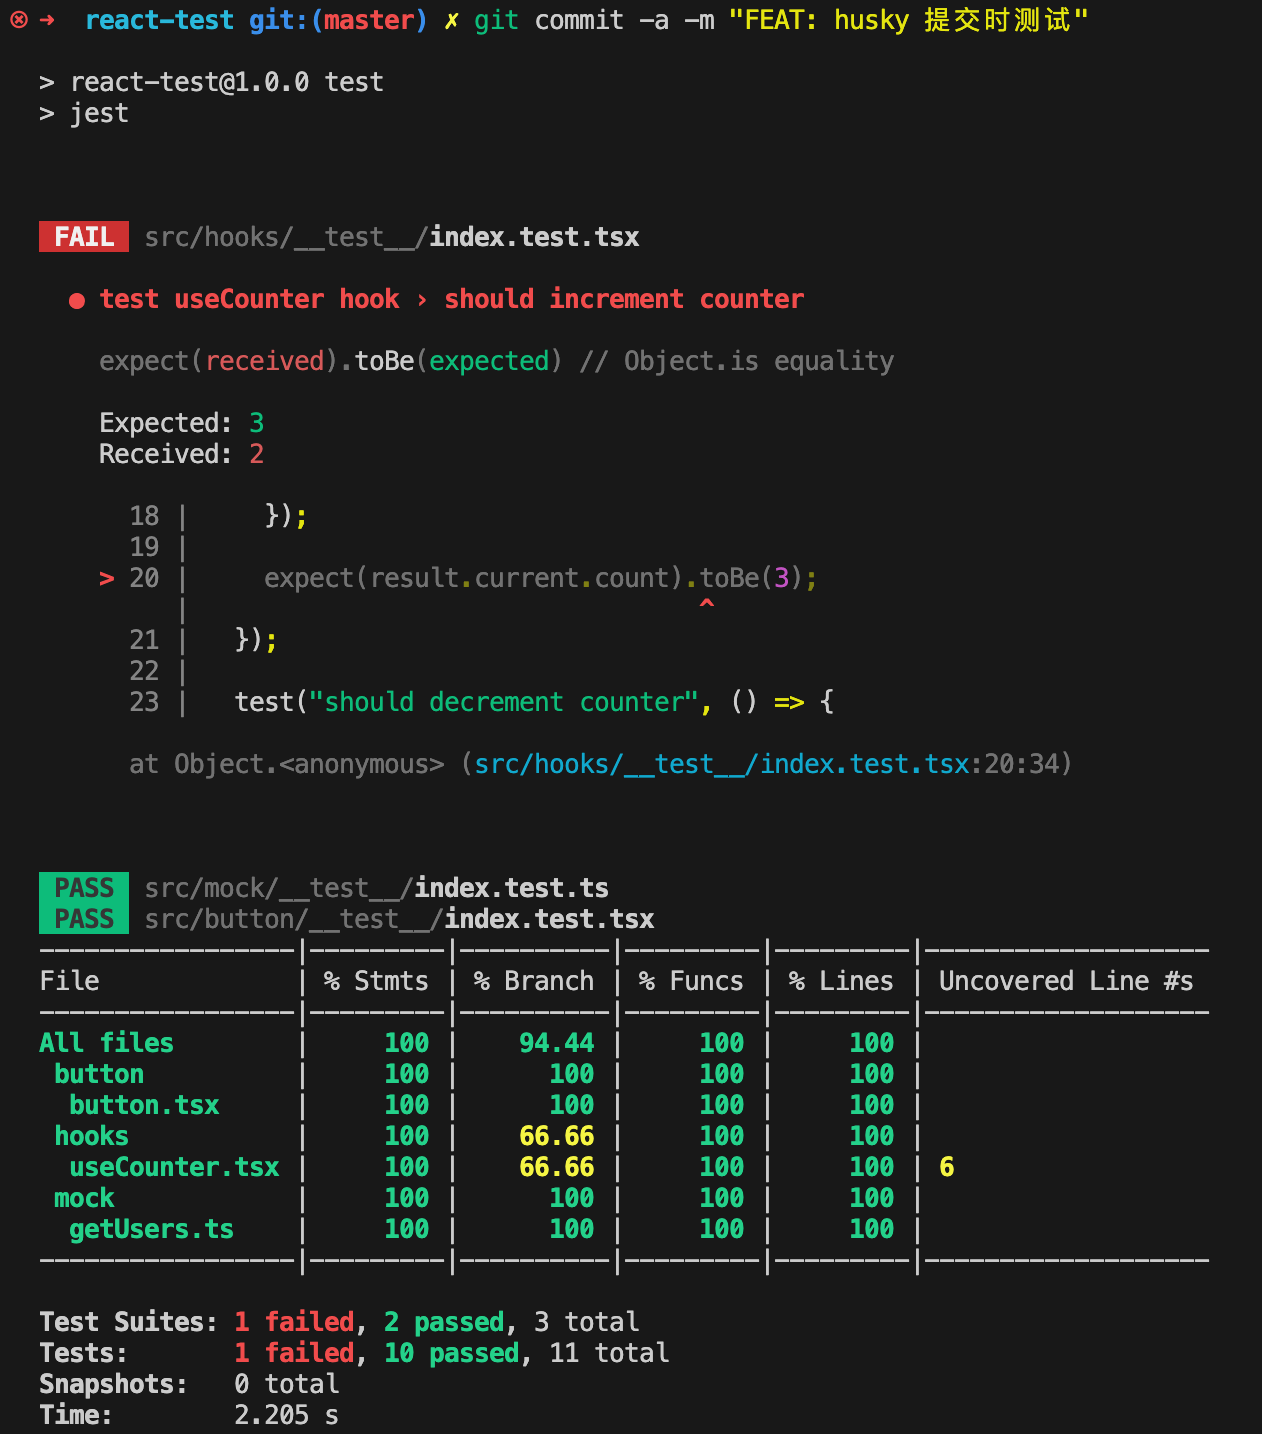 ⊗ ➜  react-test git:(master) ✗ git commit -a -m "FEAT: husky 提交时测试"
> react-test@1.0.0 test
> jest
FAIL src/hooks/__test__/index.test.tsx
● test useCounter hook › should increment counter
expect(received).toBe(expected) // Object.is equality
Expected: 3
Received: 2
18 |     });
19 |
> 20 |     expect(result.current.count).toBe(3);
|                                  ^
21 |   });
22 |
23 |   test("should decrement counter", () => {
at Object.<anonymous> (src/hooks/__test__/index.test.tsx:20:34)
PASS src/mock/__test__/index.test.ts
PASS src/button/__test__/index.test.tsx
-----------------|---------|----------|---------|---------|-------------------
File             | % Stmts | % Branch | % Funcs | % Lines | Uncovered Line #s
-----------------|---------|----------|---------|---------|-------------------
All files        |     100 |    94.44 |     100 |     100 |
button          |     100 |      100 |     100 |     100 |
button.tsx     |     100 |      100 |     100 |     100 |
hooks           |     100 |    66.66 |     100 |     100 |
useCounter.tsx |     100 |    66.66 |     100 |     100 | 6
mock            |     100 |      100 |     100 |     100 |
getUsers.ts    |     100 |      100 |     100 |     100 |
-----------------|---------|----------|---------|---------|-------------------
Test Suites: 1 failed, 2 passed, 3 total
Tests:       1 failed, 10 passed, 11 total
Snapshots:   0 total
Time:        2.205 s